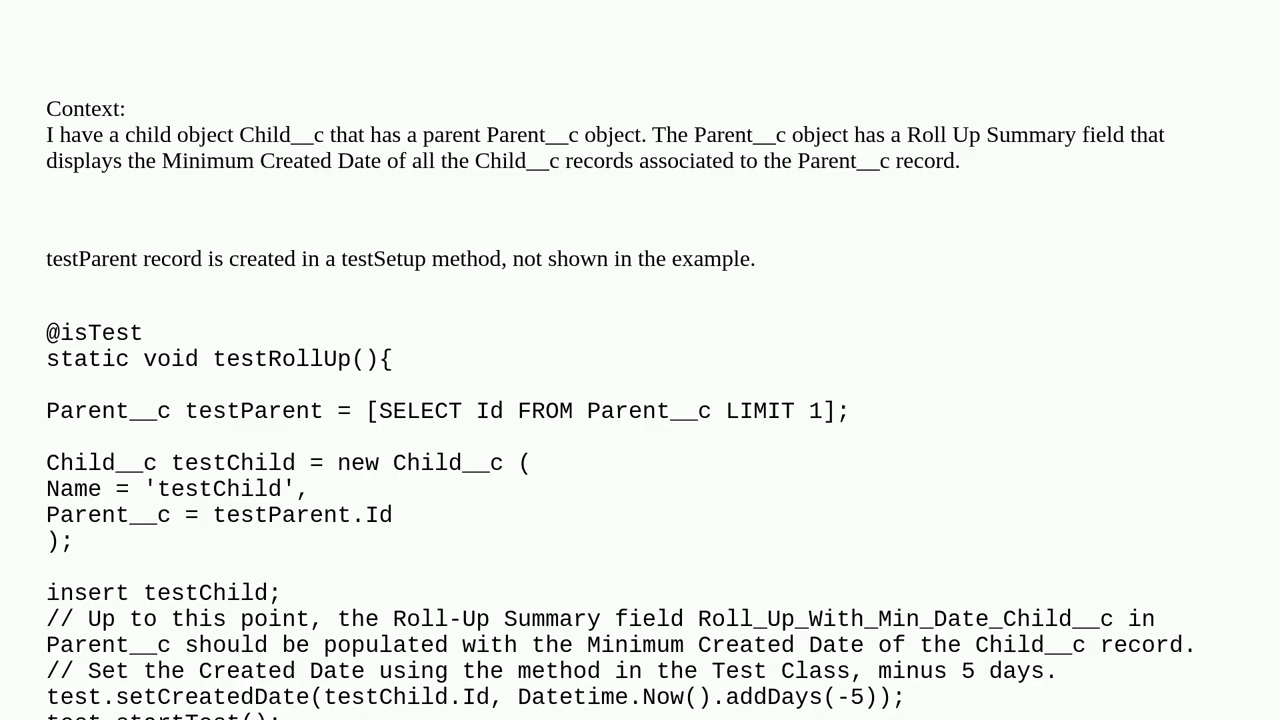 Context:
I have a child object Child__c that has a parent Parent__c object. The Parent__c object has a Roll Up Summary field that
displays the Minimum Created Date of all the Child__c records associated to the Parent__c record.
testParent record is created in a testSetup method, not shown in the example.
@isTest
static void testRollUp(){
Parent__c testParent = [SELECT Id FROM Parent__c LIMIT 1];
Child__c testChild = new Child__c (
Name = 'testChild',
Parent__c = testParent.Id
);
insert testChild;
// Up to this point, the Roll-Up Summary field Roll_Up_With_Min_Date_Child__c in
Parent__c should be populated with the Minimum Created Date of the Child__c record.
// Set the Created Date using the method in the Test Class, minus 5 days.
test.setCreatedDate(testChild.Id, Datetime.Now().addDays(-5));
test.startTest();